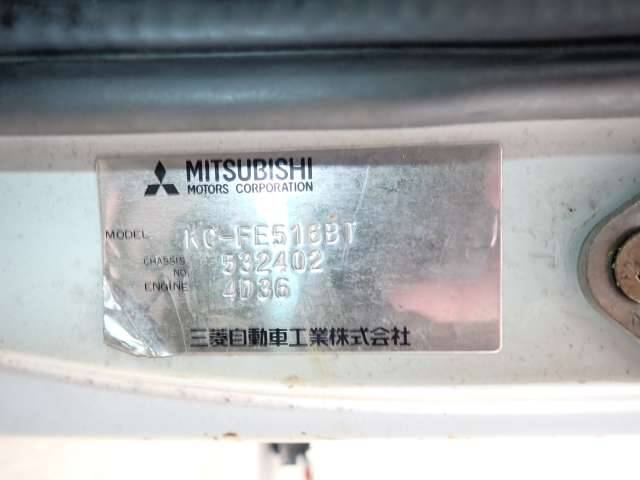 MITSUBISHI
MOTORS CORPORATION
MODEL KC-FE516BT
CHASSIS NO. 532402
ENGINE 4D36
三菱自動車工業株式会社